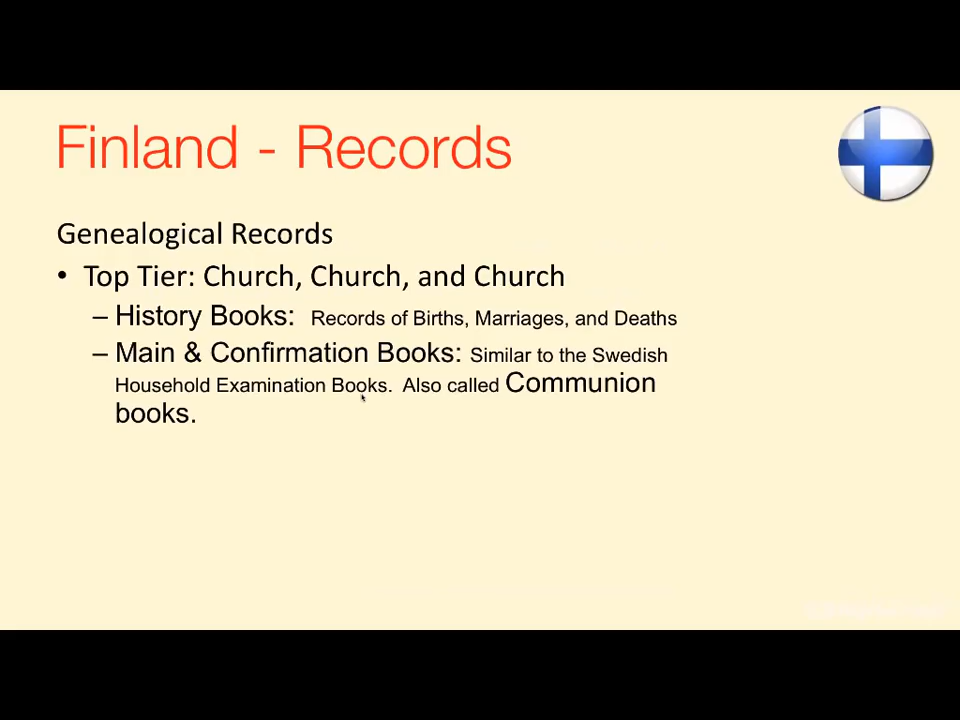 Finland - Records
Genealogical Records
• Top Tier: Church, Church, and Church
– History Books: Records of Births, Marriages, and Deaths
– Main & Confirmation Books: Similar to the Swedish
Household Examination Books. Also called Communion
books.